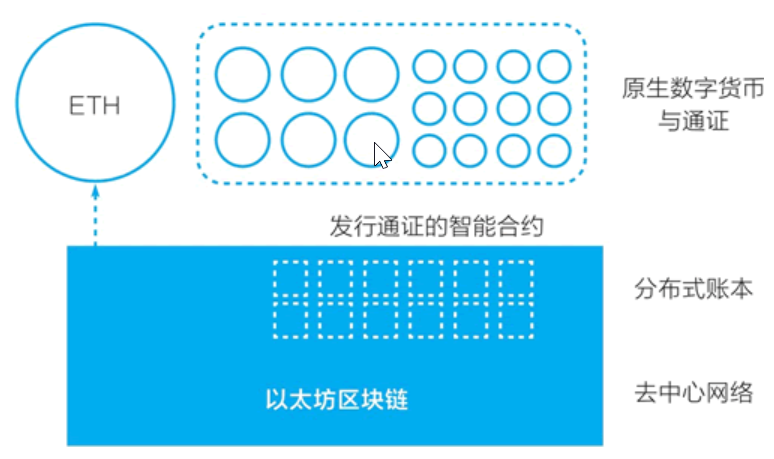 ETH
原生数字货币
与通证
发行通证的智能合约
分布式账本
以太坊区块链
去中心网络